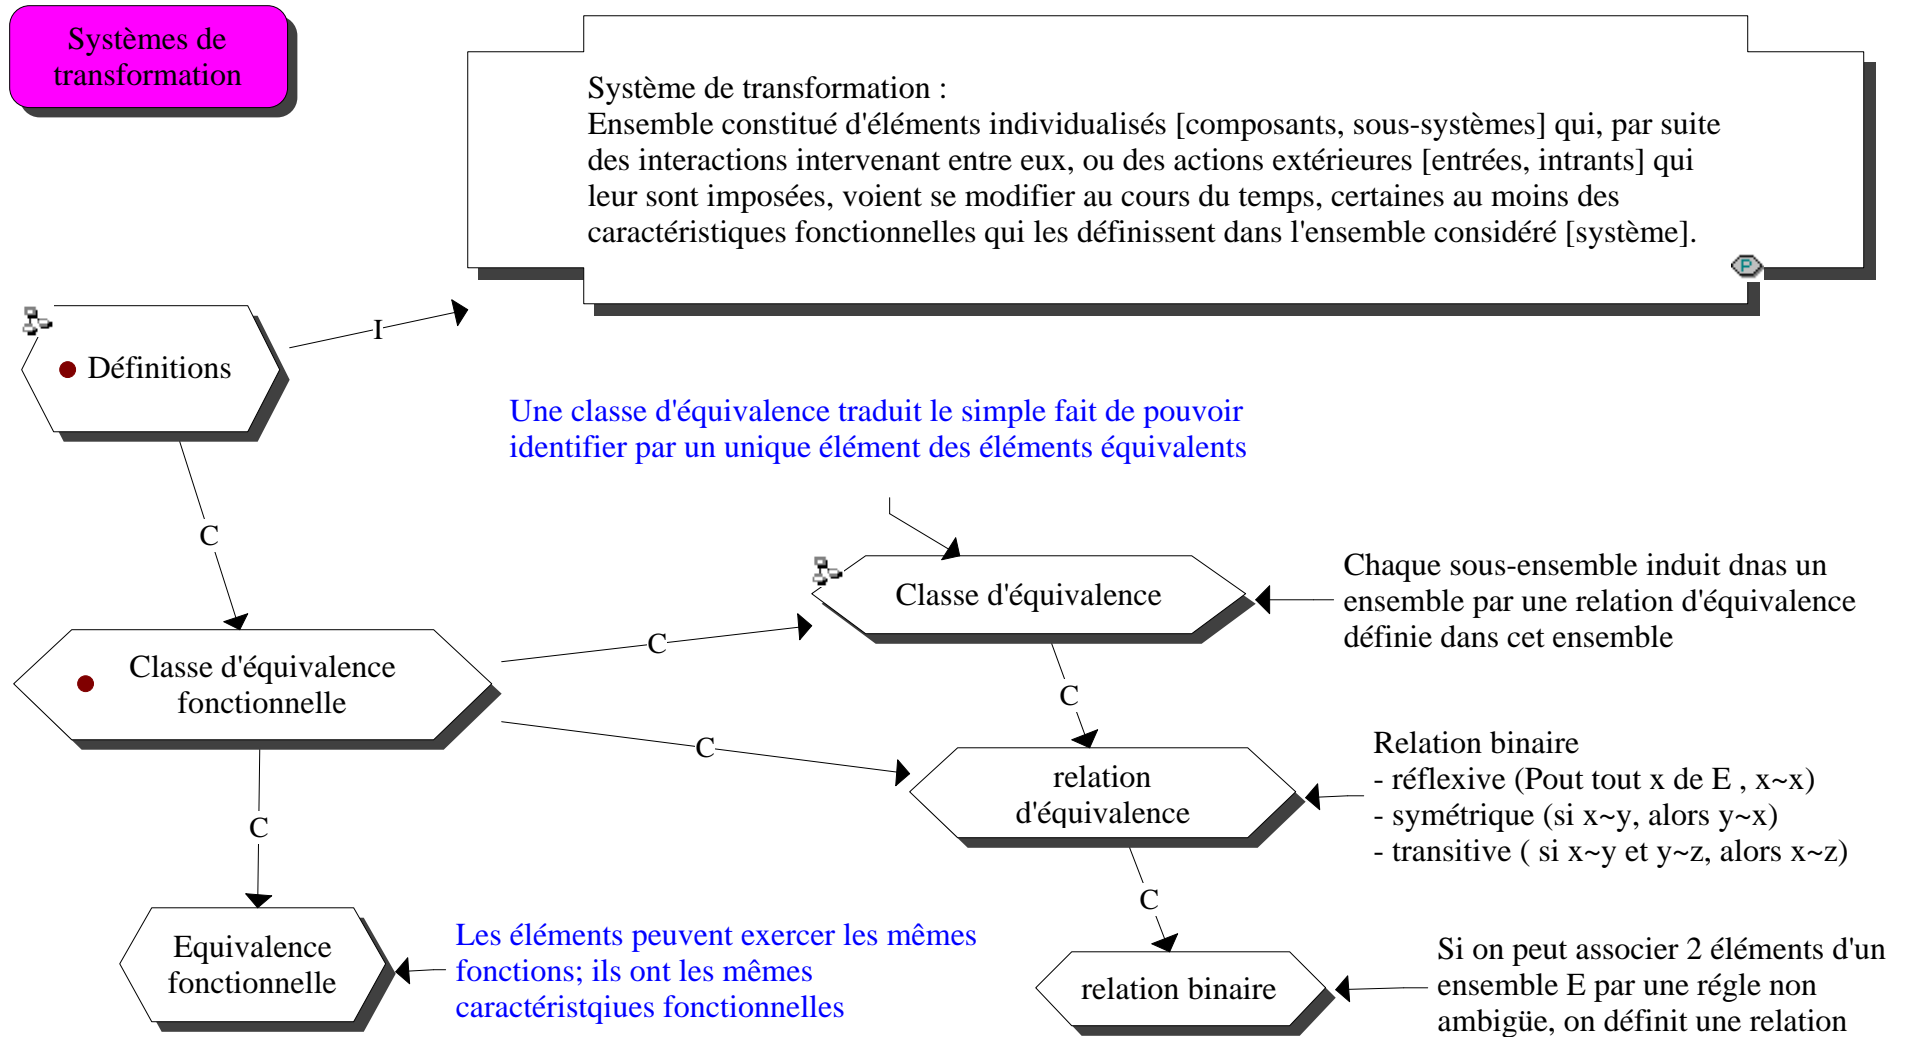 Systèmes de
transformation
Système de transformation :
Ensemble constitué d'éléments individualisés [composants, sous-systèmes] qui, par suite
des interactions intervenant entre eux, ou des actions extérieures [entrées, intrants] qui
leur sont imposées, voient se modifier au cours du temps, certaines au moins des
caractéristiques fonctionnelles qui les définissent dans l'ensemble considéré [système].
P
I
Définitions
Une classe d'équivalence traduit le simple fait de pouvoir
identifier par un unique élément des éléments équivalents
C
Classe d'équivalence
Chaque sous-ensemble induit dnas un
ensemble par une relation d'équivalence
définie dans cet ensemble
C
Classe d'équivalence
fonctionnelle
C
C
relation
d'équivalence
Relation binaire
- réflexive (Pout tout x de E , x~x)
- symétrique (si x~y, alors y~x)
- transitive ( si x~y et y~z, alors x~z)
C
C
Equivalence
fonctionnelle
Les éléments peuvent exercer les mêmes
fonctions; ils ont les mêmes
caractéristqiues fonctionnelles
relation binaire
Si on peut associer 2 éléments d'un
ensemble E par une régle non
ambigüe, on définit une relation